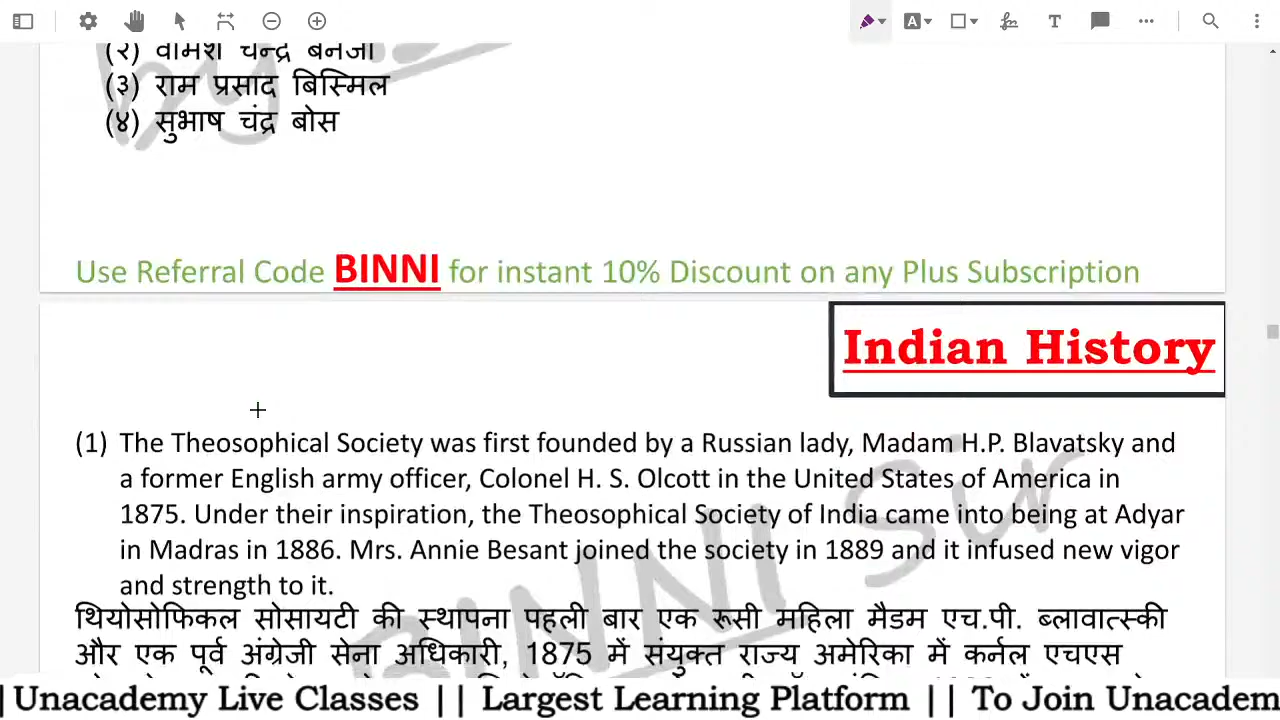 (२) वोमेश चन्द्र बनर्जी
(३) राम प्रसाद बिस्मिल
(४) सुभाष चंद्र बोस
Use Referral Code BINNI for instant 10% Discount on any Plus Subscription
Indian History
(1) The Theosophical Society was first founded by a Russian lady, Madam H.P. Blavatsky and
a former English army officer, Colonel H. S. Olcott in the United States of America in
1875. Under their inspiration, the Theosophical Society of India came into being at Adyar
in Madras in 1886. Mrs. Annie Besant joined the society in 1889 and it infused new vigor
and strength to it.
BINNI Sir
थियोसोफिकल सोसायटी की स्थापना पहली बार एक रूसी महिला मैडम एच.पी. ब्लावात्स्की
और एक पूर्व अंग्रेजी सेना अधिकारी, 1875 में संयुक्त राज्य अमेरिका में कर्नल एचएस
Unacademy Live Classes || Largest Learning Platform || To Join Unacadem